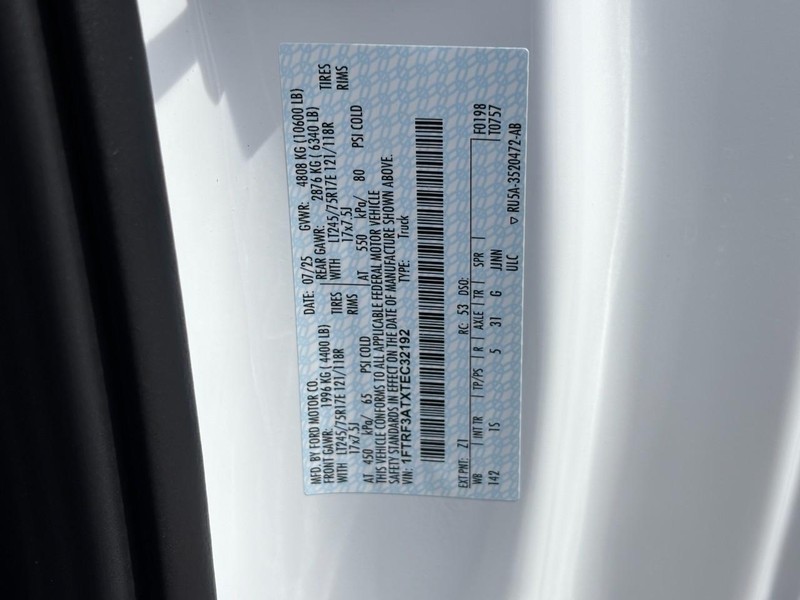 MFD. BY FORD MOTOR CO.
DATE: 07/25 GVWR: 4808 KG (10600 LB)
FRONT GAWR: 1996 KG (4400 LB) REAR GAWR: 2876 KG (6340 LB)
WITH LT245/75R17E 121/118R TIRES WITH LT245/75R17E 121/118R TIRES
17x7.5J RIMS 17x7.5J RIMS
AT 450 kPa/ 65 PSI COLD AT 550 kPa/ 80 PSI COLD
THIS VEHICLE CONFORMS TO ALL APPLICABLE FEDERAL MOTOR VEHICLE
SAFETY STANDARDS IN EFFECT ON THE DATE OF MANUFACTURE SHOWN ABOVE.
VIN: 1FTRF3ATXTEC32192 TYPE: Truck
F0198
T0757
EXT PNT: Z1 RC: 53 DSO:
WB INT TR TP/PS R AXLE TR SPR
142 TS 5 31 G JJNN
ULC
▽ RU5A-3520472-AB